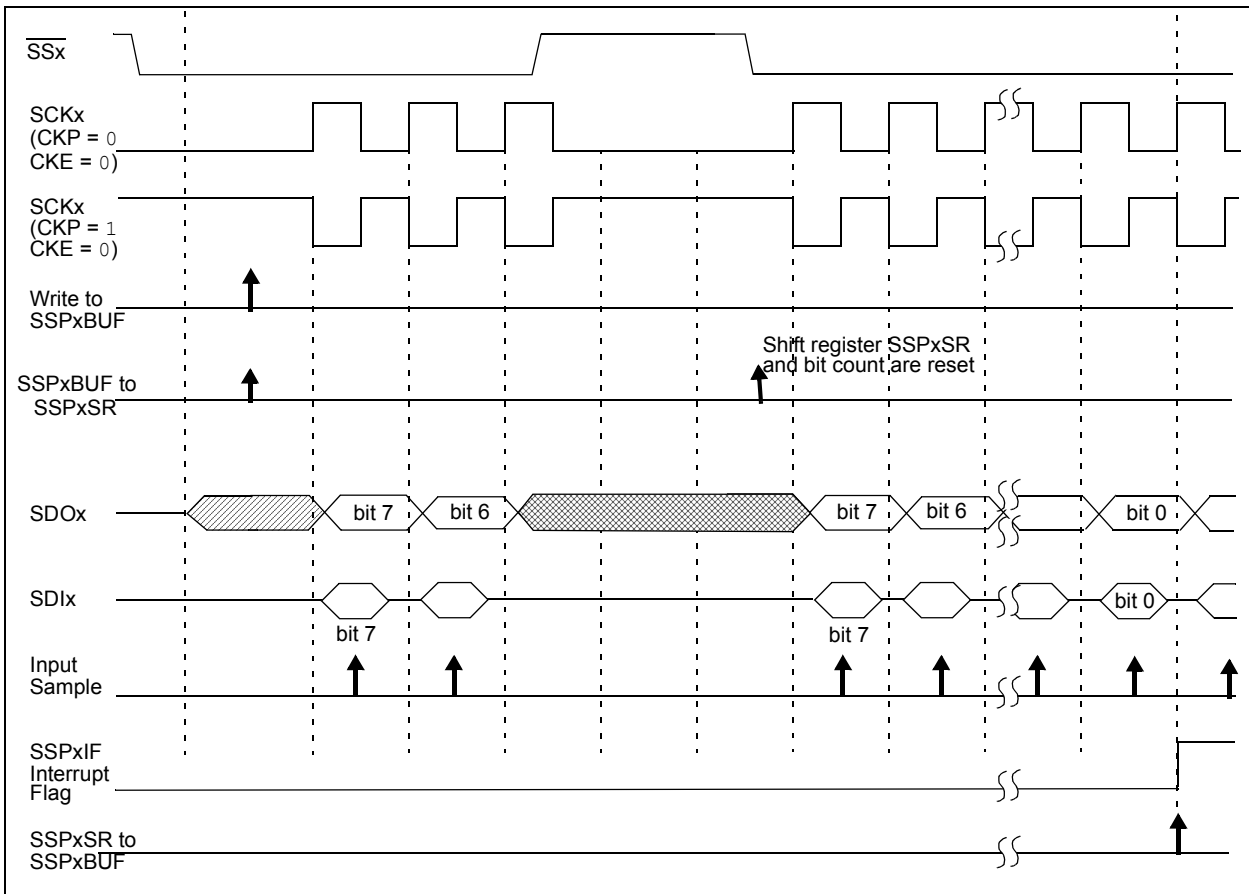 SSx
SCKx
(CKP = 0
CKE = 0)
SCKx
(CKP = 1
CKE = 0)
Write to
SSPxBUF
Shift register SSPxSR
and bit count are reset
SSPxBUF to
SSPxSR
SDOx
bit 7
bit 6
bit 7
bit 6
bit 0
SDIx
bit 0
bit 7
bit 7
Input
Sample
SSPxIF
Interrupt
Flag
SSPxSR to
SSPxBUF